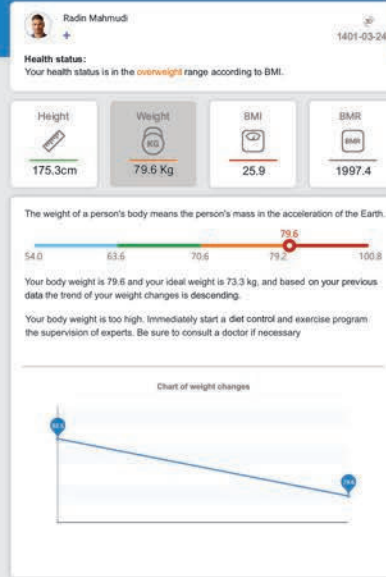 Radin Mahmudi
+
1401-03-24
Health status:
Your health status is in the overweight range according to BMI.
Height
Weight
BMI
BMR
KG
BMR
175.3cm
79.6 Kg
25.9
1997.4
The weight of a person's body means the person's mass in the acceleration of the Earth.
79.6
54.0
63.6
70.6
79.2
100.8
Your body weight is 79.6 and your ideal weight is 73.3 kg, and based on your previous
data the trend of your weight changes is descending.
Your body weight is too high. Immediately start a diet control and exercise program
the supervision of experts. Be sure to consult a doctor if necessary
Chart of weight changes
79.6